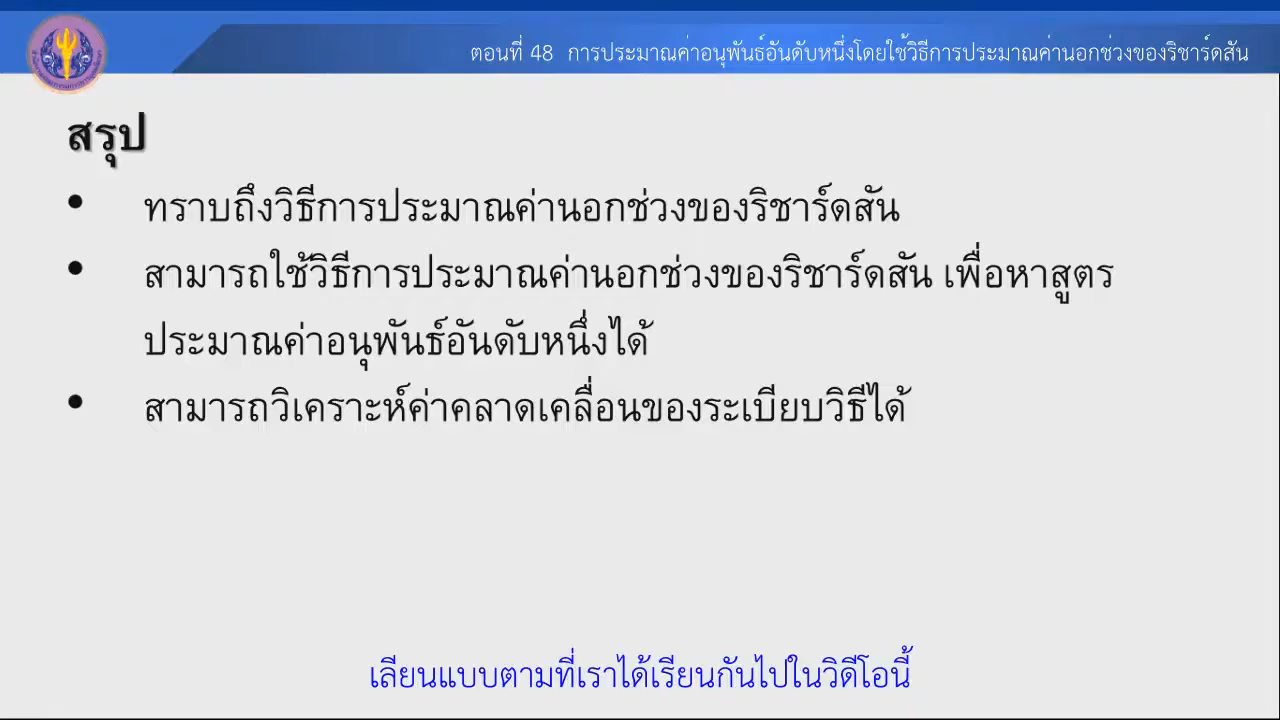 ตอนที่ 48 การประมาณค่าอนุพันธ์อันดับหนึ่งโดยใช้วิธีการประมาณค่านอกช่วงของริชาร์ดสัน
สรุป
• ทราบถึงวิธีการประมาณค่านอกช่วงของริชาร์ดสัน
• สามารถใช้วิธีการประมาณค่านอกช่วงของริชาร์ดสัน เพื่อหาสูตร
ประมาณค่าอนุพันธ์อันดับหนึ่งได้
• สามารถวิเคราะห์ค่าคลาดเคลื่อนของระเบียบวิธีได้
เลียนแบบตามที่เราได้เรียนกันไปในวิดีโอนี้